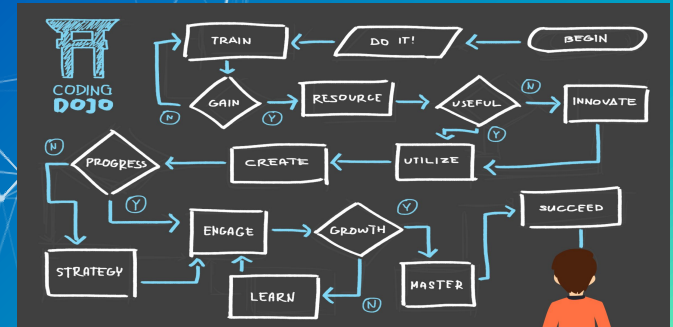 CODING
DOJO
TRAIN
DO IT!
BEGIN
GAIN
N
Y
RESOURCE
USEFUL
N
Y
INNOVATE
N
PROGRESS
Y
CREATE
UTILIZE
STRATEGY
ENGAGE
GROWTH
Y
N
LEARN
MASTER
SUCCEED